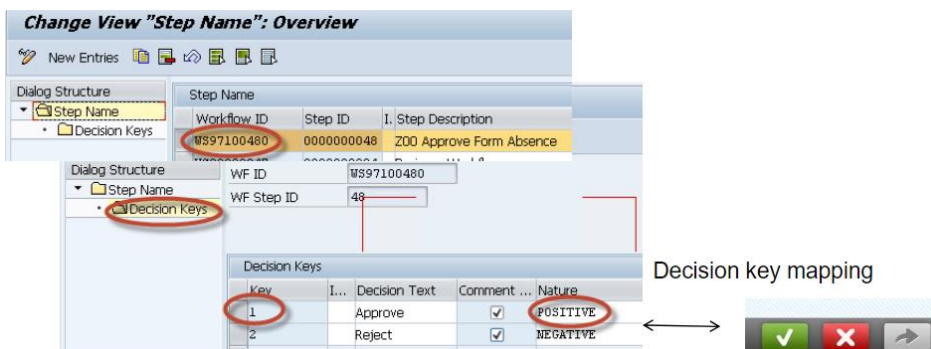 Change View "Step Name": Overview
New Entries
Dialog Structure
Step Name
Decision Keys
Step Name
Workflow ID Step ID I. Step Description
WS97100480 0000000048 Z00 Approve Form Absence
Dialog Structure
Step Name
Decision Keys
WF ID WS97100480
WF Step ID 48
Decision Keys
Key I... Decision Text Comment ... Nature
1 Approve POSITIVE
2 Reject NEGATIVE
Decision key mapping